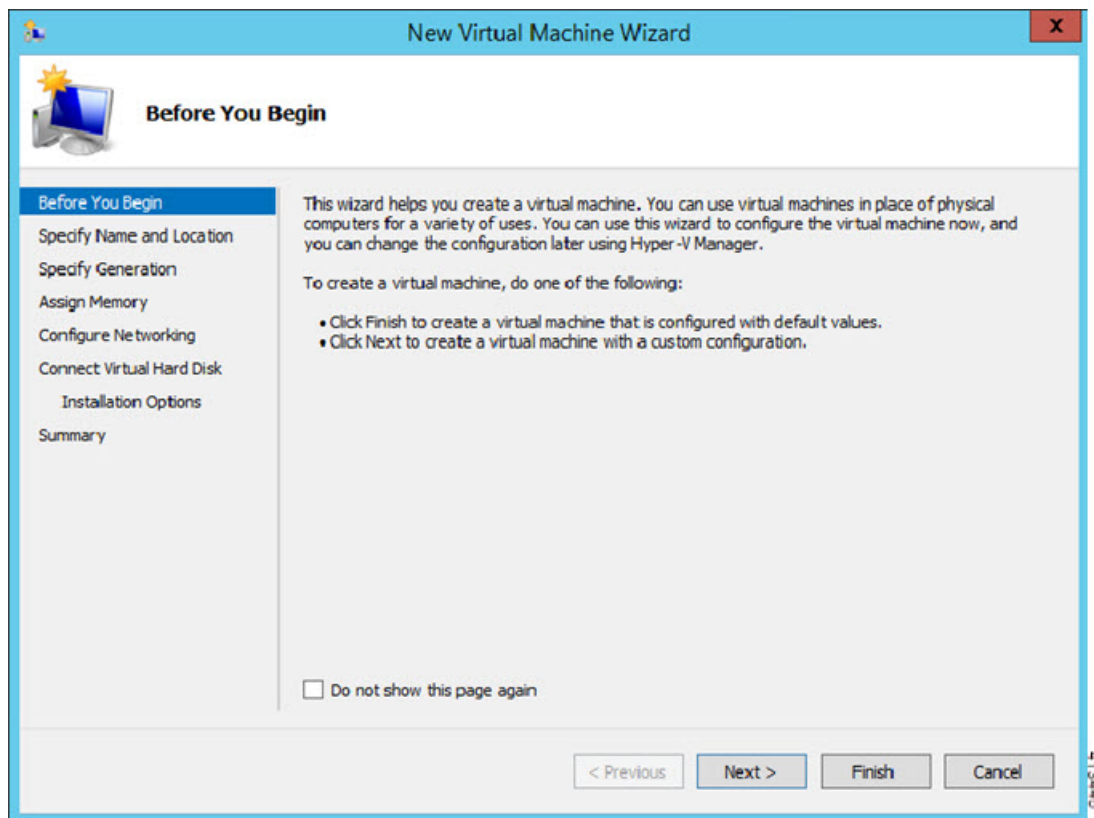 New Virtual Machine Wizard
X
Before You Begin
Before You Begin
Specify Name and Location
Specify Generation
Assign Memory
Configure Networking
Connect Virtual Hard Disk
Installation Options
Summary
This wizard helps you create a virtual machine. You can use virtual machines in place of physical
computers for a variety of uses. You can use this wizard to configure the virtual machine now, and
you can change the configuration later using Hyper-V Manager.
To create a virtual machine, do one of the following:
• Click Finish to create a virtual machine that is configured with default values.
• Click Next to create a virtual machine with a custom configuration.
Do not show this page again
< Previous
Next >
Finish
Cancel